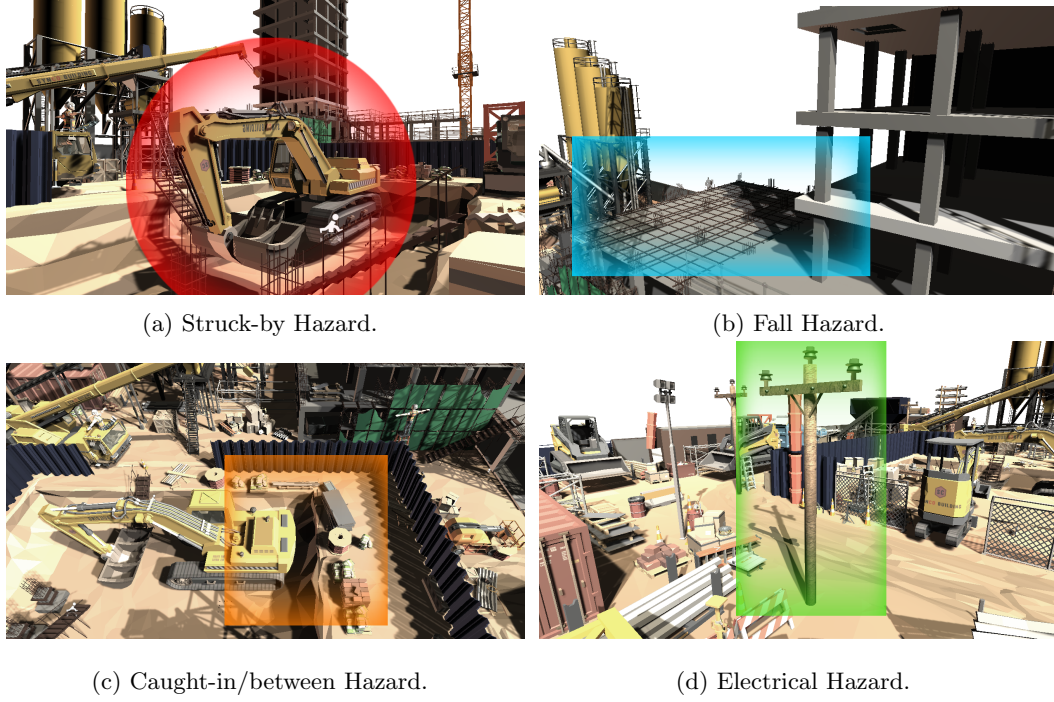 (a) Struck-by Hazard.
(b) Fall Hazard.
(c) Caught-in/between Hazard.
(d) Electrical Hazard.